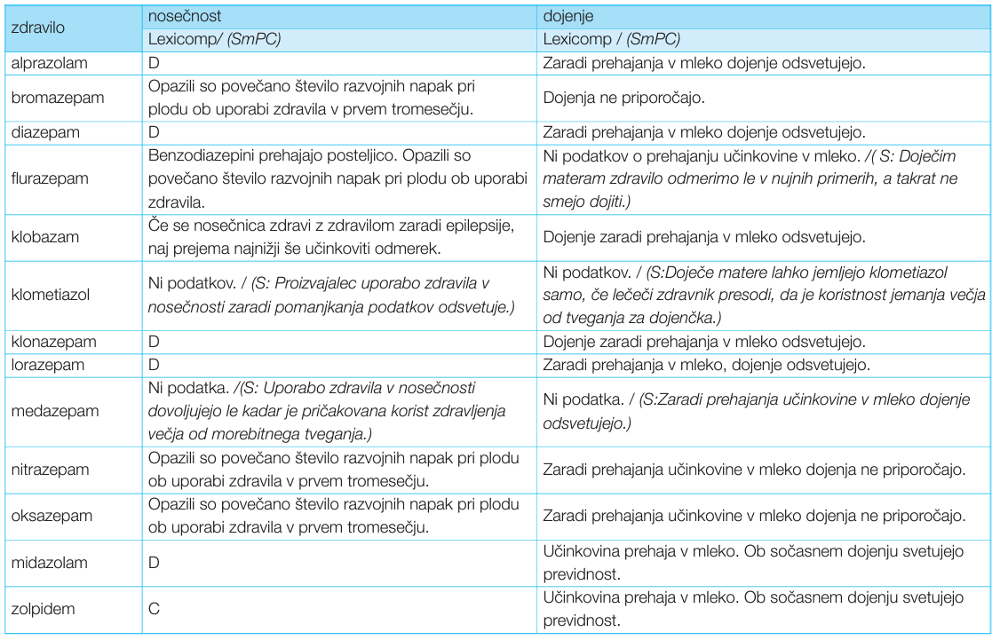 zdravilo
nosečnost
dojenje
Lexicomp/ (SmPC)
Lexicomp / (SmPC)
alprazolam
D
Zaradi prehajanja v mleko dojenje odsvetujejo.
bromazepam
Opazili so povečano število razvojnih napak pri
plodu ob uporabi zdravila v prvem tromesečju.
Dojenja ne priporočajo.
diazepam
D
Zaradi prehajanja v mleko dojenje odsvetujejo.
flurazepam
Benzodiazepini prehajajo posteljico. Opazili so
povečano število razvojnih napak pri plodu ob uporabi
zdravila.
Ni podatkov o prehajanju učinkovine v mleko. /( S: Doječim
materam zdravilo odmerimo le v nujnih primerih, a takrat ne
smejo dojiti.)
klobazam
Če se nosečnica zdravi z zdravilom zaradi epilepsije,
naj prejema najnižji še učinkoviti odmerek.
Dojenje zaradi prehajanja v mleko odsvetujejo.
klometiazol
Ni podatkov. / (S: Proizvajalec uporabo zdravila v
nosečnosti zaradi pomanjkanja podatkov odsvetuje.)
Ni podatkov. / (S:Doječe matere lahko jemljejo klometiazol
samo, če lečeči zdravnik presodi, da je koristnost jemanja večja
od tveganja za dojenčka.)
klonazepam
D
Dojenje zaradi prehajanja v mleko odsvetujejo.
lorazepam
D
Zaradi prehajanja v mleko, dojenje odsvetujejo.
medazepam
Ni podatka. /(S: Uporabo zdravila v nosečnosti
dovoljujejo le kadar je pričakovana korist zdravljenja
večja od morebitnega tveganja.)
Ni podatka. / (S:Zaradi prehajanja učinkovine v mleko dojenje
odsvetujejo.)
nitrazepam
Opazili so povečano število razvojnih napak pri plodu
ob uporabi zdravila v prvem tromesečju.
Zaradi prehajanja učinkovine v mleko dojenja ne priporočajo.
oksazepam
Opazili so povečano število razvojnih napak pri plodu
ob uporabi zdravila v prvem tromesečju.
Zaradi prehajanja učinkovine v mleko dojenja ne priporočajo.
midazolam
D
Učinkovina prehaja v mleko. Ob sočasnem dojenju svetujejo
previdnost.
zolpidem
C
Učinkovina prehaja v mleko. Ob sočasnem dojenju svetujejo
previdnost.